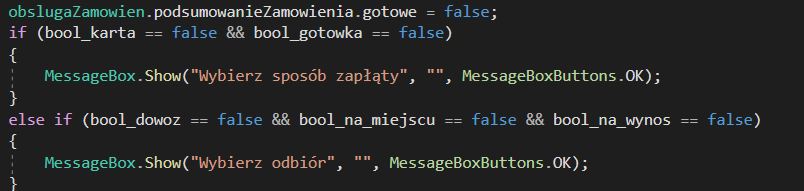 obslugaZamowien.podsumowanieZamowienia.gotowe = false;
if (bool_karta == false && bool_gotowka == false)
{
    MessageBox.Show("Wybierz sposób zapłąty", "", MessageBoxButtons.OK);
}
else if (bool_dowoz == false && bool_na_miejscu == false && bool_na_wynos == false)
{
    MessageBox.Show("Wybierz odbiór", "", MessageBoxButtons.OK);
}